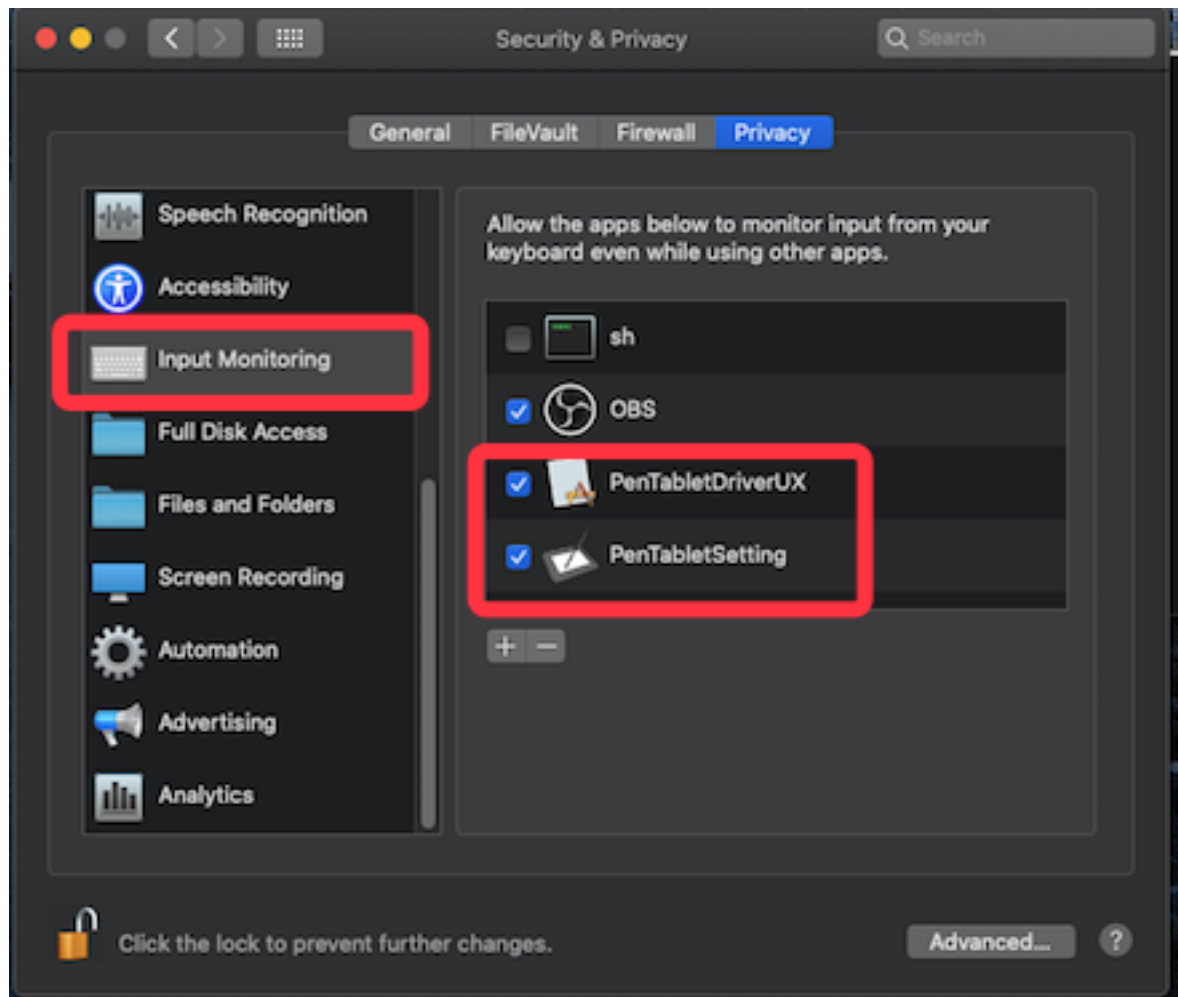 Security & Privacy
Search
General
FileVault
Firewall
Privacy
Speech Recognition
Accessibility
Input Monitoring
Full Disk Access
Files and Folders
Screen Recording
Automation
Advertising
Analytics
Allow the apps below to monitor input from your
keyboard even while using other apps.
sh
OBS
PenTabletDriverUX
PenTabletSetting
+ −
Click the lock to prevent further changes.
Advanced...
?